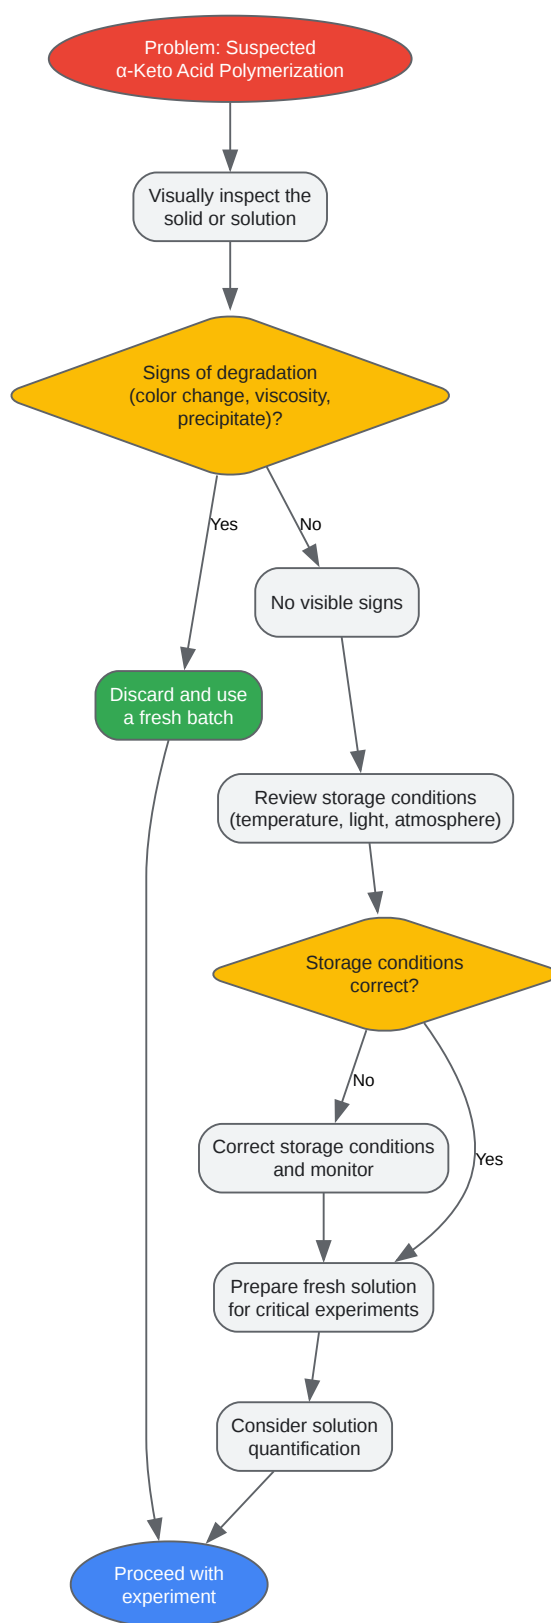 Problem: Suspected
α-Keto Acid Polymerization
Visually inspect the
solid or solution
Signs of degradation
(color change, viscosity,
precipitate)?
Yes
No
No visible signs
Discard and use
a fresh batch
Review storage conditions
(temperature, light, atmosphere)
Storage conditions
correct?
No
Correct storage conditions
and monitor
Yes
Prepare fresh solution
for critical experiments
Consider solution
quantification
Proceed with
experiment